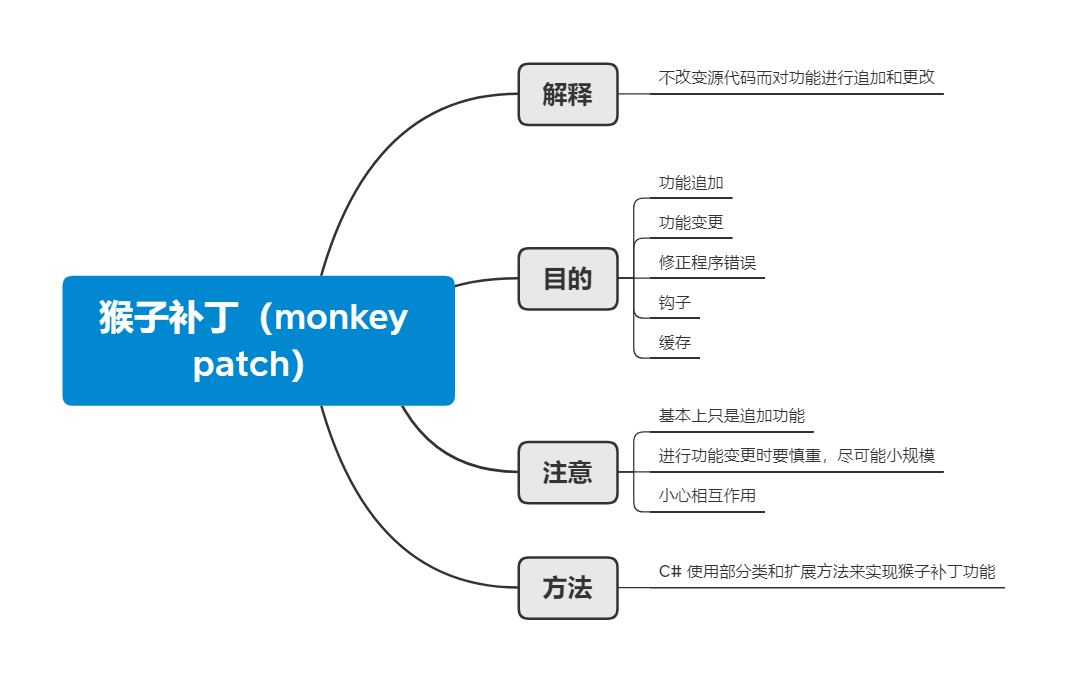 猴子补丁（monkey
patch）
解释
不改变源代码而对功能进行追加和更改
目的
功能追加
功能变更
修正程序错误
钩子
缓存
注意
基本上只是追加功能
进行功能变更时要慎重，尽可能小规模
小心相互作用
方法
C# 使用部分类和扩展方法来实现猴子补丁功能